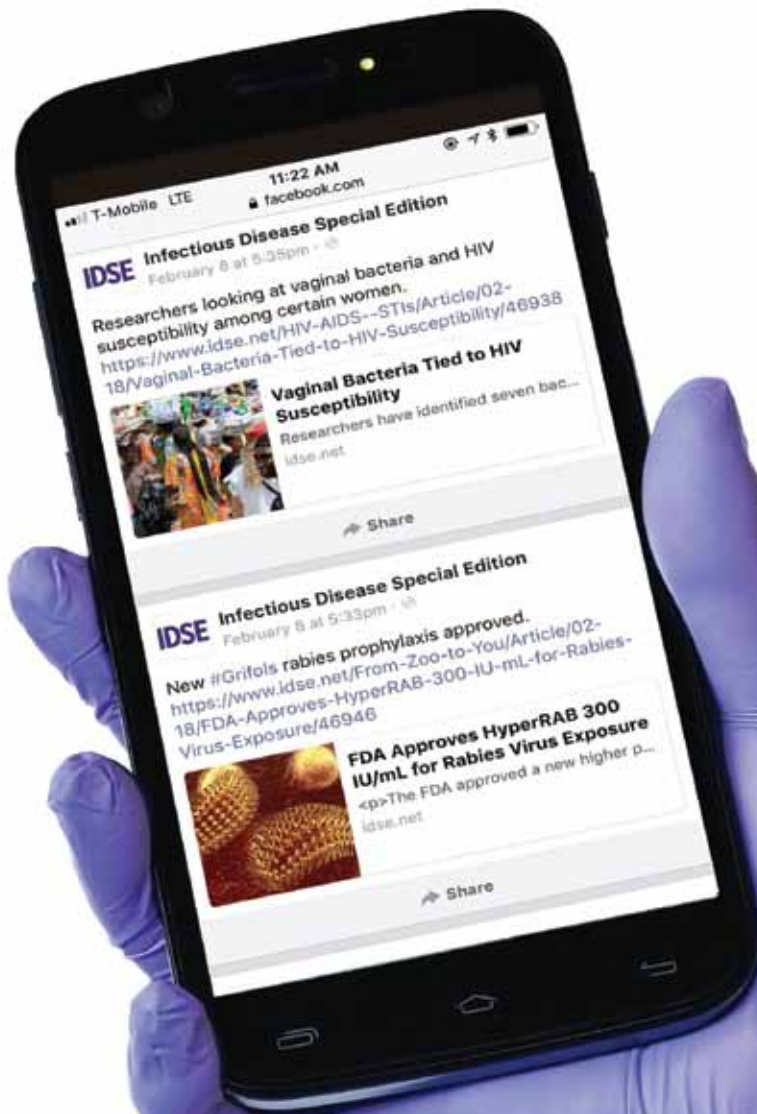 T-Mobile LTE 11:22 AM
facebook.com
IDSE Infectious Disease Special Edition
February 8 at 5:35pm ·
Researchers looking at vaginal bacteria and HIV
susceptibility among certain women.
https://www.idse.net/HIV-AIDS--STIs/Article/02-
18/Vaginal-Bacteria-Tied-to-HIV-Susceptibility/46938
Vaginal Bacteria Tied to HIV
Susceptibility
Researchers have identified seven bac...
idse.net
Share
IDSE Infectious Disease Special Edition
February 8 at 5:33pm ·
New #Grifols rabies prophylaxis approved.
https://www.idse.net/From-Zoo-to-You/Article/02-
18/FDA-Approves-HyperRAB-300-IU-mL-for-Rabies-
Virus-Exposure/46946
FDA Approves HyperRAB 300
IU/mL for Rabies Virus Exposure
<p>The FDA approved a new higher p...
idse.net
Share